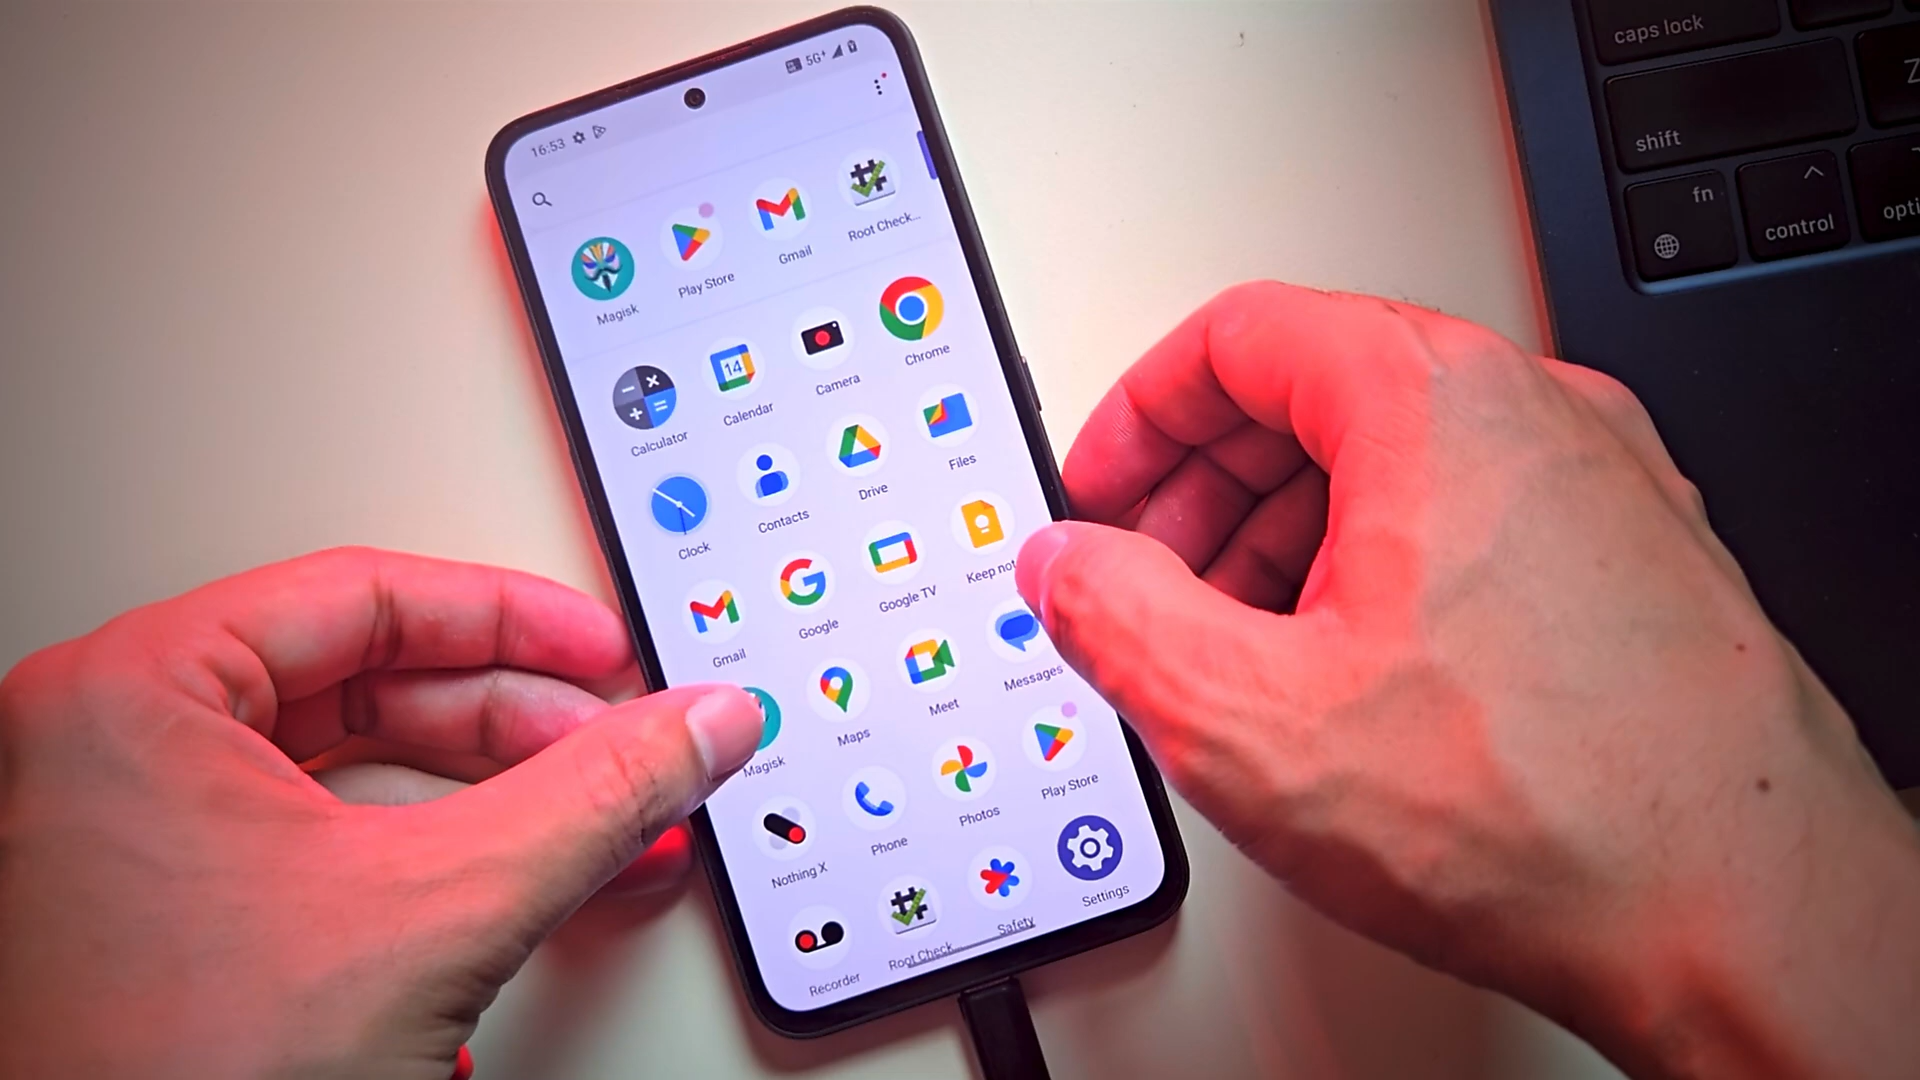 16:53
5G+
Magisk
Play Store
Gmail
Root Check...
Calculator
14
Calendar
Camera
Chrome
Clock
Contacts
Drive
Files
Gmail
Google
Google TV
Keep not
Magisk
Maps
Meet
Messages
Nothing X
Phone
Photos
Play Store
Recorder
Root Check...
Safety
Settings
caps lock
shift
Z
fn
control
opti